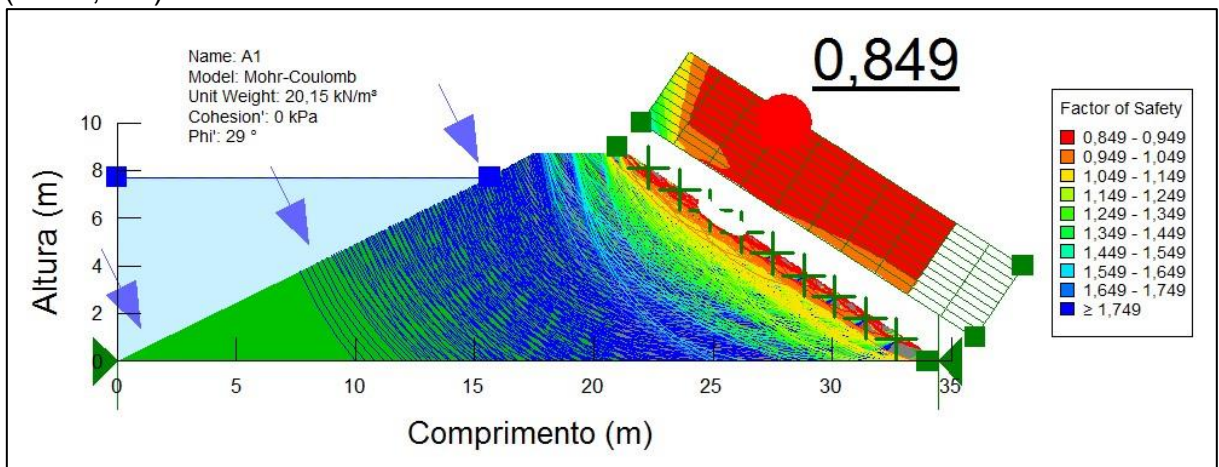 Name: A1
Model: Mohr-Coulomb
Unit Weight: 20,15 kN/m³
Cohesion': 0 kPa
Phi': 29 °
0,849
Factor of Safety
0,849 - 0,949
0,949 - 1,049
1,049 - 1,149
1,149 - 1,249
1,249 - 1,349
1,349 - 1,449
1,449 - 1,549
1,549 - 1,649
1,649 - 1,749
≥ 1,749
Altura (m)
10
8
6
4
2
0
0 5 10 15 20 25 30 35
Comprimento (m)